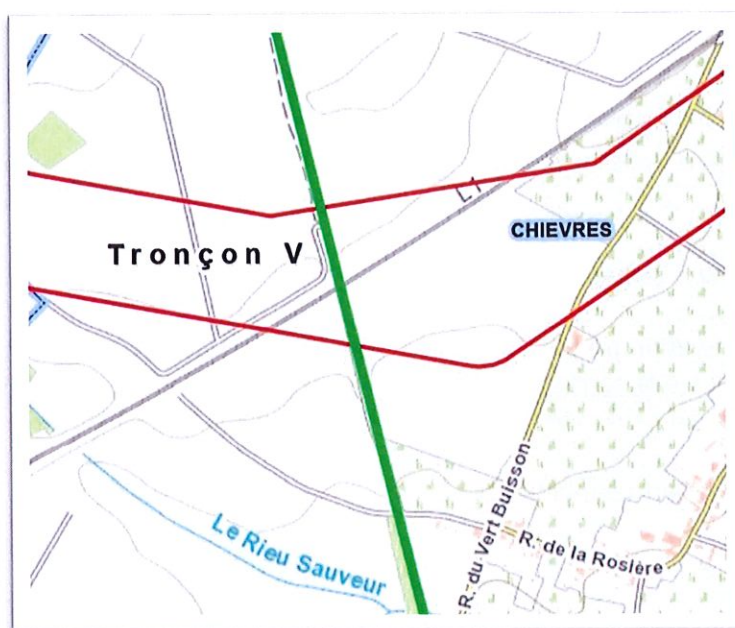 L1
CHIEVRES
Tronçon V
R. du Vert Buisson
R. de la Rosière
Le Rieu Sauveur